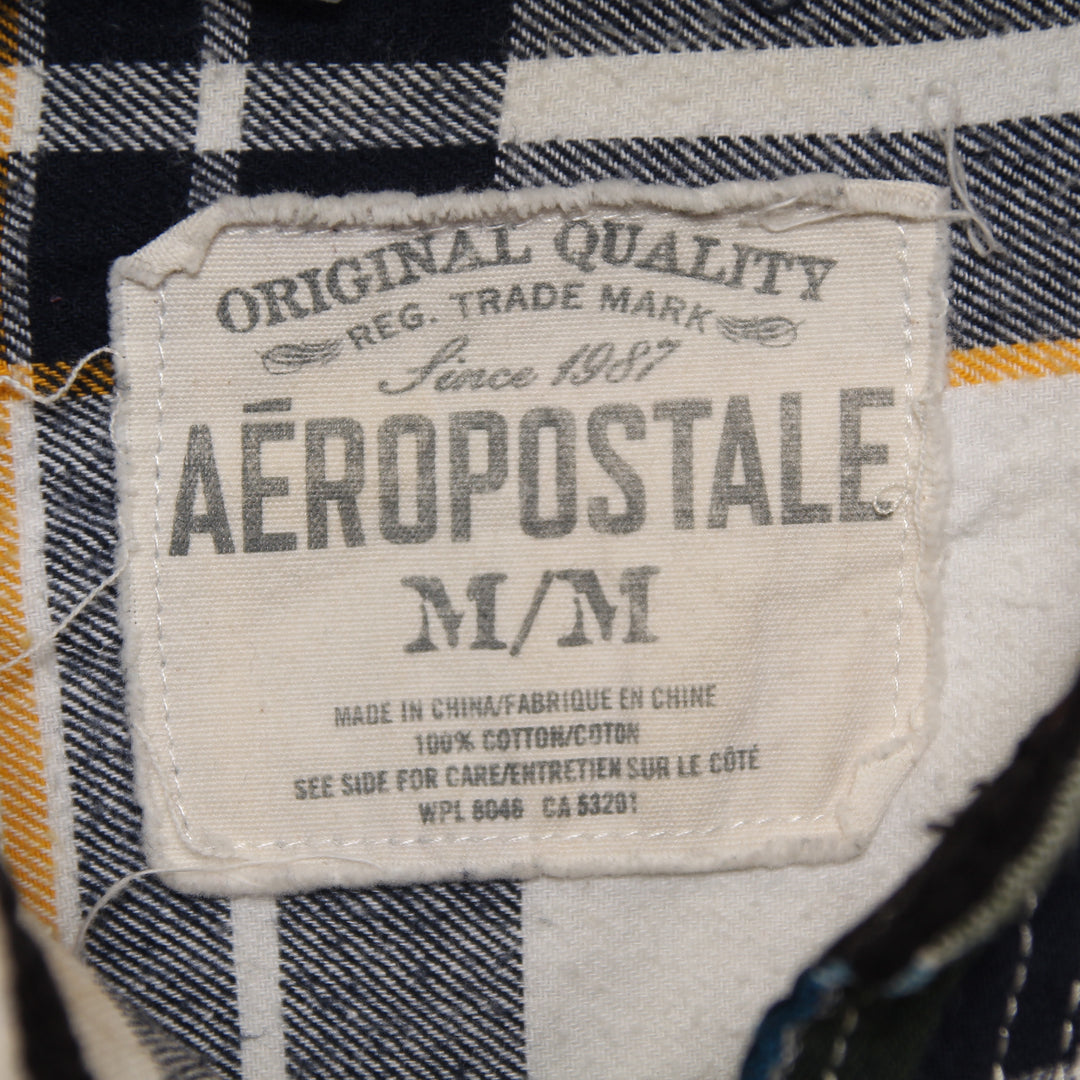 ORIGINAL QUALITY
REG. TRADE MARK
Since 1987
AÉROPOSTALE
M/M
MADE IN CHINA/FABRIQUE EN CHINE
100% COTTON/COTON
SEE SIDE FOR CARE/ENTRETIEN SUR LE CÔTÉ
WPL 8046 CA 53201